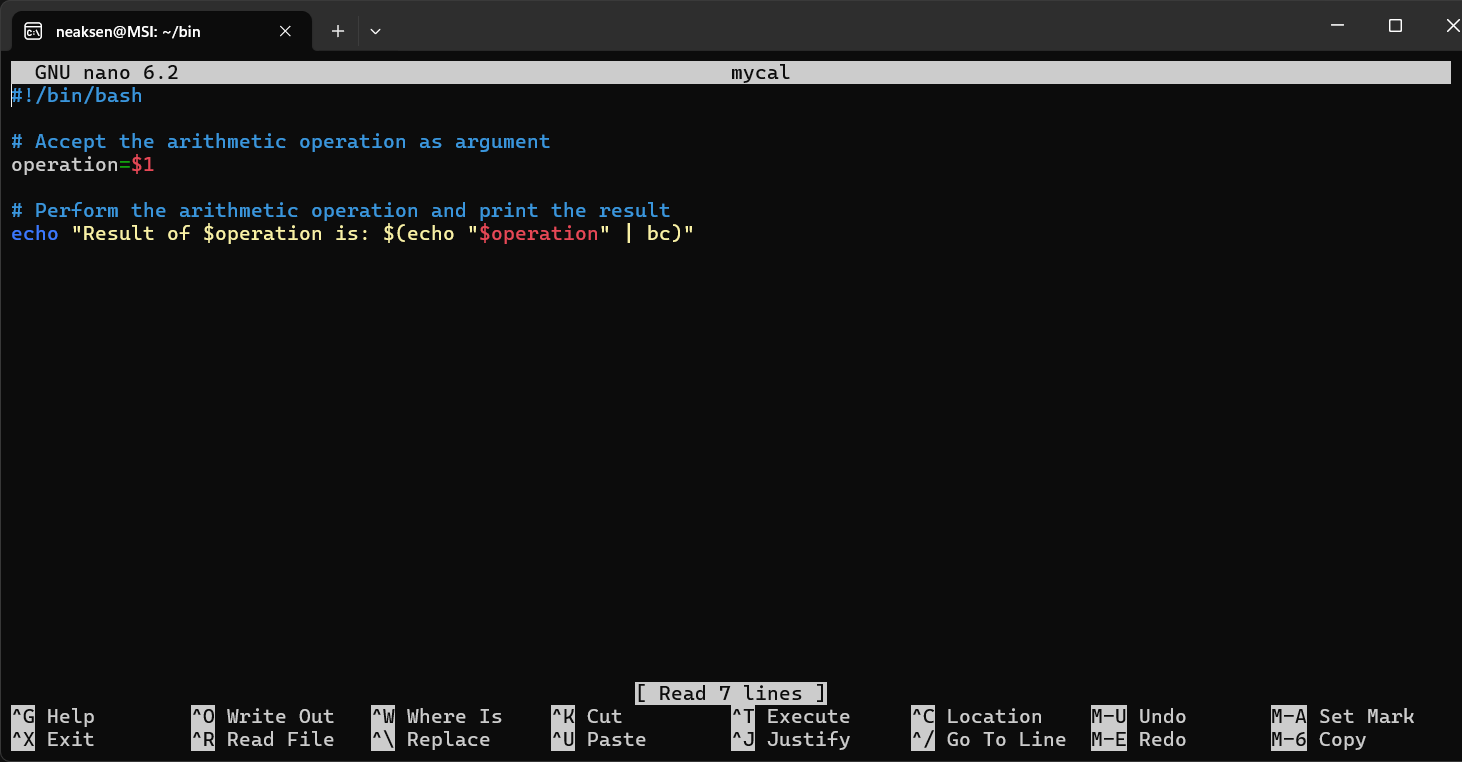 neaksen@MSI: ~/bin
GNU nano 6.2 mycal
#!/bin/bash
# Accept the arithmetic operation as argument
operation=$1
# Perform the arithmetic operation and print the result
echo "Result of $operation is: $(echo "$operation" | bc)"
[ Read 7 lines ]
^G Help ^O Write Out ^W Where Is ^K Cut ^T Execute ^C Location M-U Undo M-A Set Mark
^X Exit ^R Read File ^\ Replace ^U Paste ^J Justify ^/ Go To Line M-E Redo M-6 Copy